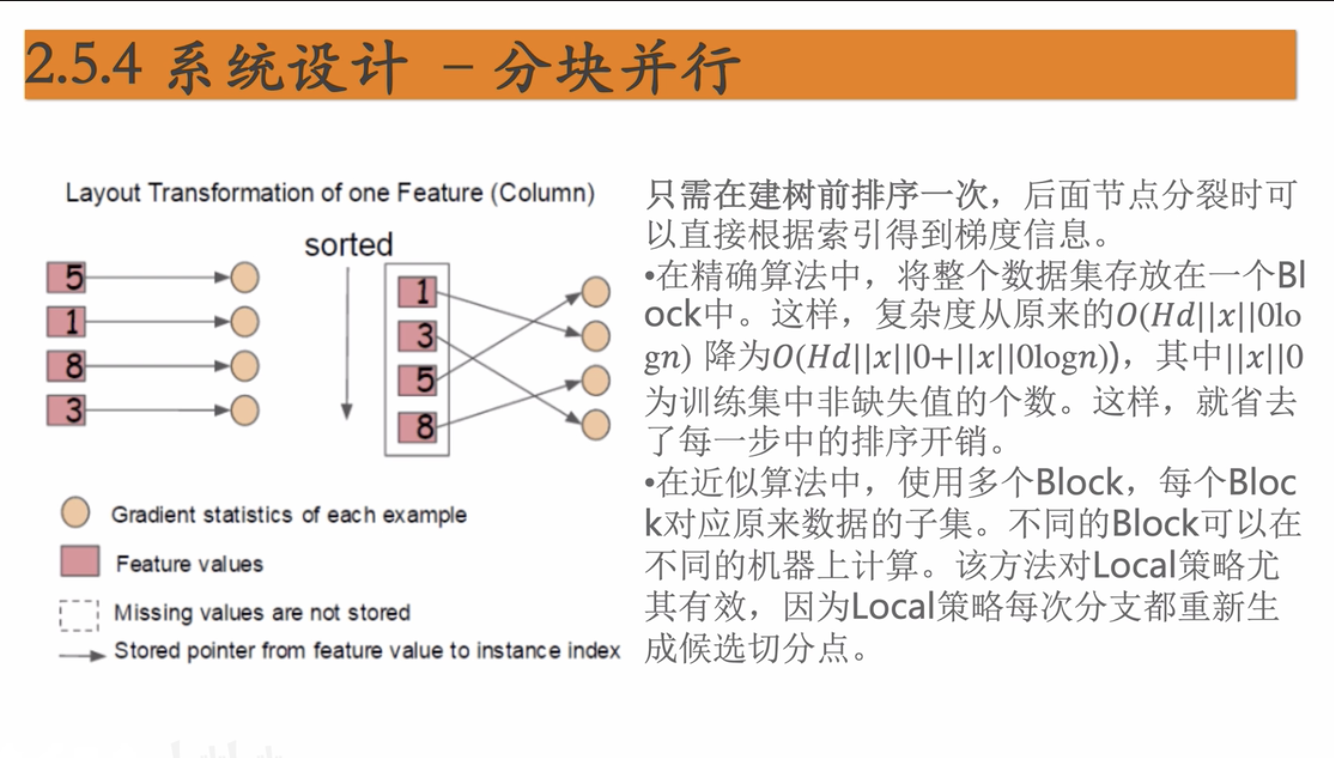 2.5.4 系统设计 –分块并行
Layout Transformation of one Feature (Column)
sorted
5
1
8
3
1
3
5
8
Gradient statistics of each example
Feature values
Missing values are not stored
Stored pointer from feature value to instance index
只需在建树前排序一次，后面节点分裂时可
以直接根据索引得到梯度信息。
•在精确算法中，将整个数据集存放在一个Bl
ock中。这样，复杂度从原来的O(Hd||x||0lo
gn) 降为O(Hd||x||0+||x||0logn))，其中||x||0
为训练集中非缺失值的个数。这样，就省去
了每一步中的排序开销。
•在近似算法中，使用多个Block，每个Bloc
k对应原来数据的子集。不同的Block可以在
不同的机器上计算。该方法对Local策略尤
其有效，因为Local策略每次分支都重新生
成候选切分点。